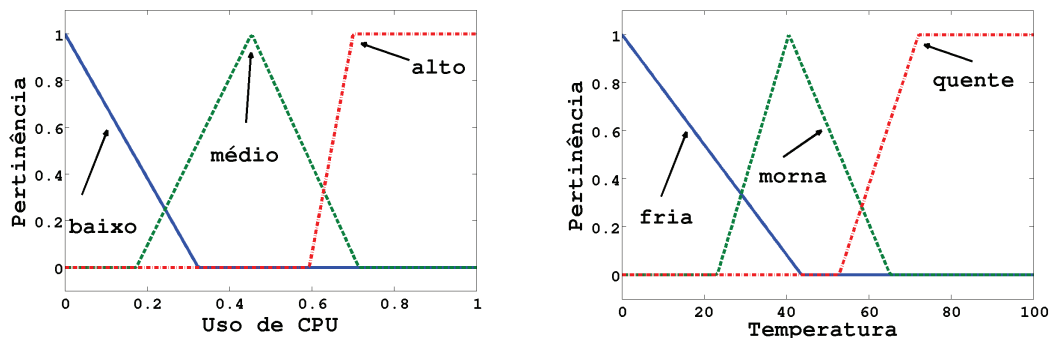 Pertinência
1
0.8
0.6
0.4
0.2
0
0 0.2 0.4 0.6 0.8 1
Uso de CPU
baixo
médio
alto
Pertinência
1
0.8
0.6
0.4
0.2
0
0 20 40 60 80 100
Temperatura
fria
morna
quente